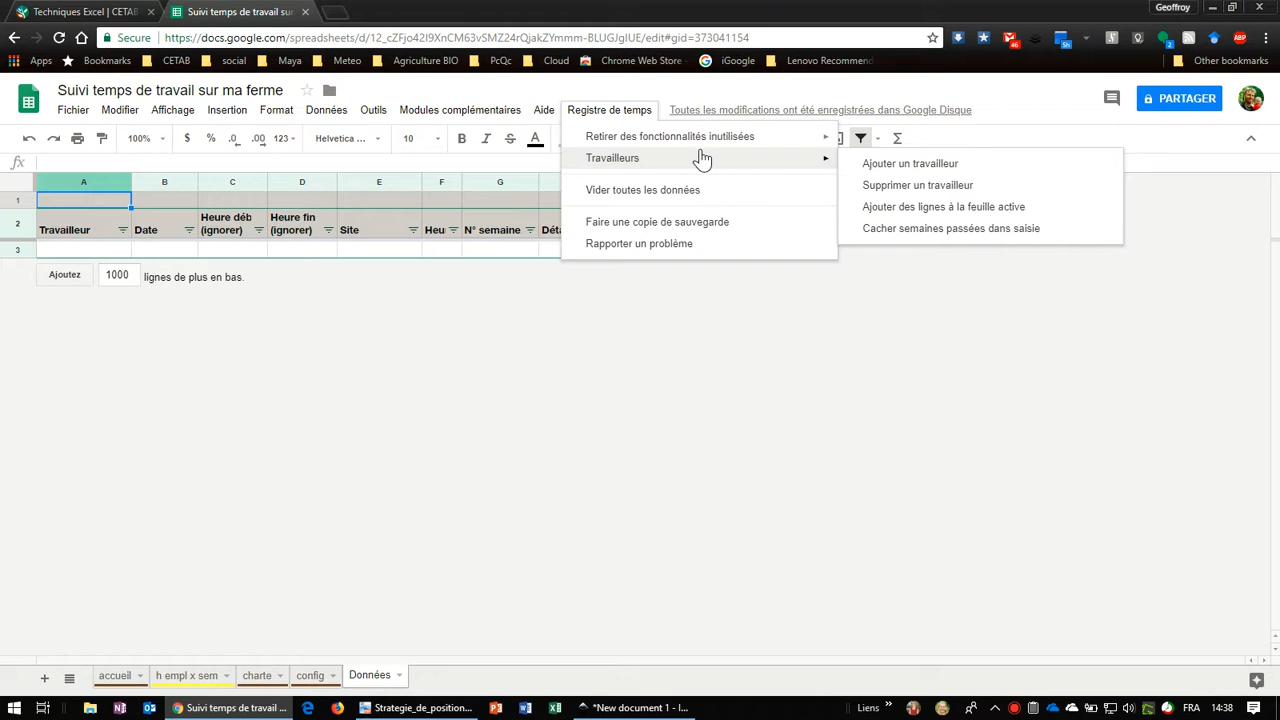 Techniques Excel | CETAB
Suivi temps de travail sur
Geoffroy
Secure
https://docs.google.com/spreadsheets/d/12_cZFjo42I9XnCM63vSMZ24rQjakZYmmm-BLUGJgIUE/edit#gid=373041154
Apps
Bookmarks
CETAB
social
Maya
Meteo
Agriculture BIO
PcQc
Cloud
Chrome Web Store
iGoogle
Lenovo Recommend
Other bookmarks
Suivi temps de travail sur ma ferme
PARTAGER
Fichier Modifier Affichage Insertion Format Données Outils Modules complémentaires Aide Registre de temps Toutes les modifications ont été enregistrées dans Google Disque
100% $ % .0 .00 123 Helvetica ... 10 B I S A Σ
Retirer des fonctionnalités inutilisées
Travailleurs
Vider toutes les données
Faire une copie de sauvegarde
Rapporter un problème
Ajouter un travailleur
Supprimer un travailleur
Ajouter des lignes à la feuille active
Cacher semaines passées dans saisie
fx
A B C D E F G
1
2 Travailleur Date Heure déb (ignorer) Heure fin (ignorer) Site Heu N° semaine Déta
3
Ajoutez 1000 lignes de plus en bas.
accueil h empl x sem charte config Données
Suivi temps de travail ...
Strategie_de_position...
*New document 1 - I...
Liens
FRA
14:38